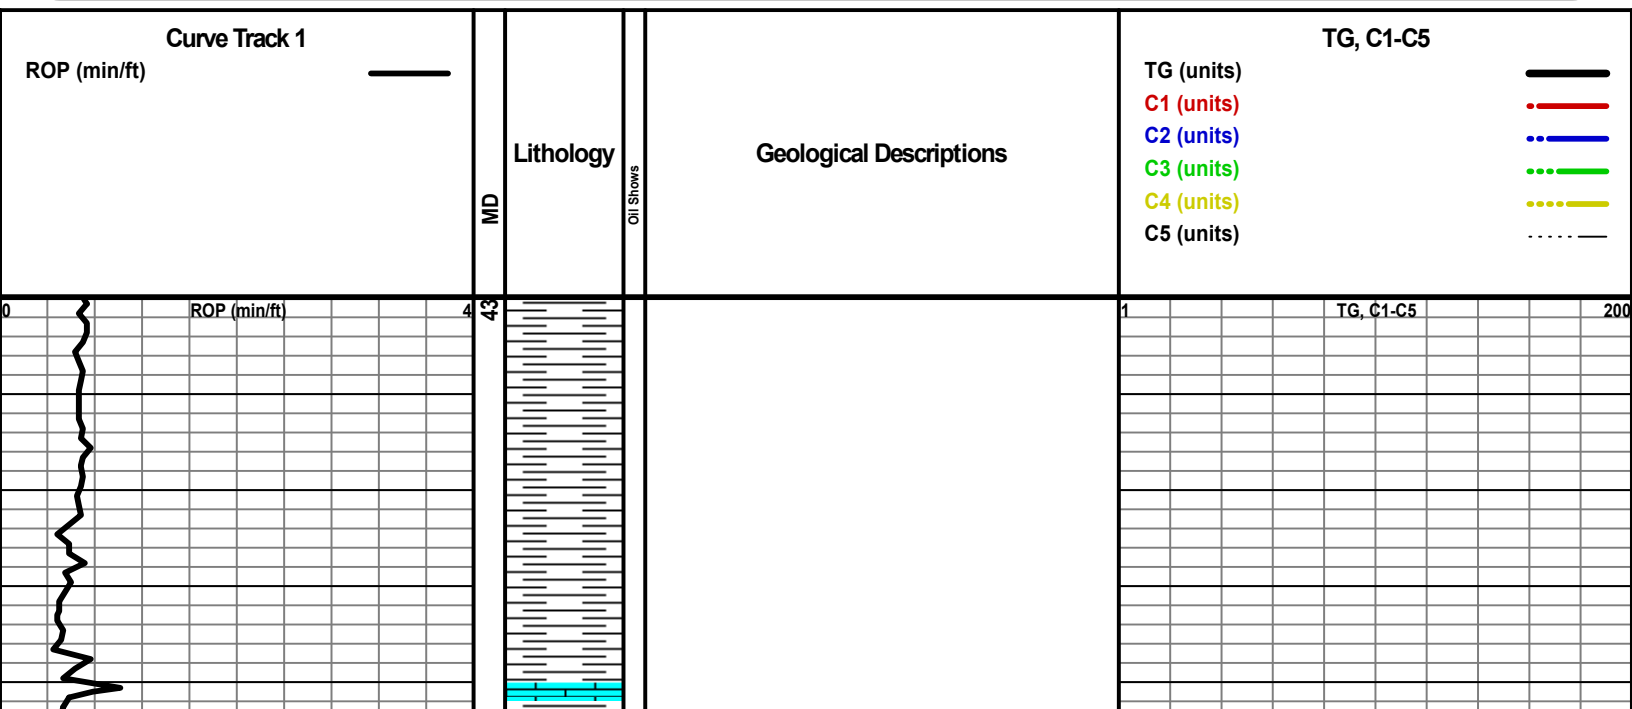 Curve Track 1
ROP (min/ft)
MD
Lithology
Oil Shows
Geological Descriptions
TG, C1-C5
TG (units)
C1 (units)
C2 (units)
C3 (units)
C4 (units)
C5 (units)
0 ROP (min/ft) 4
43
1 TG, C1-C5 200